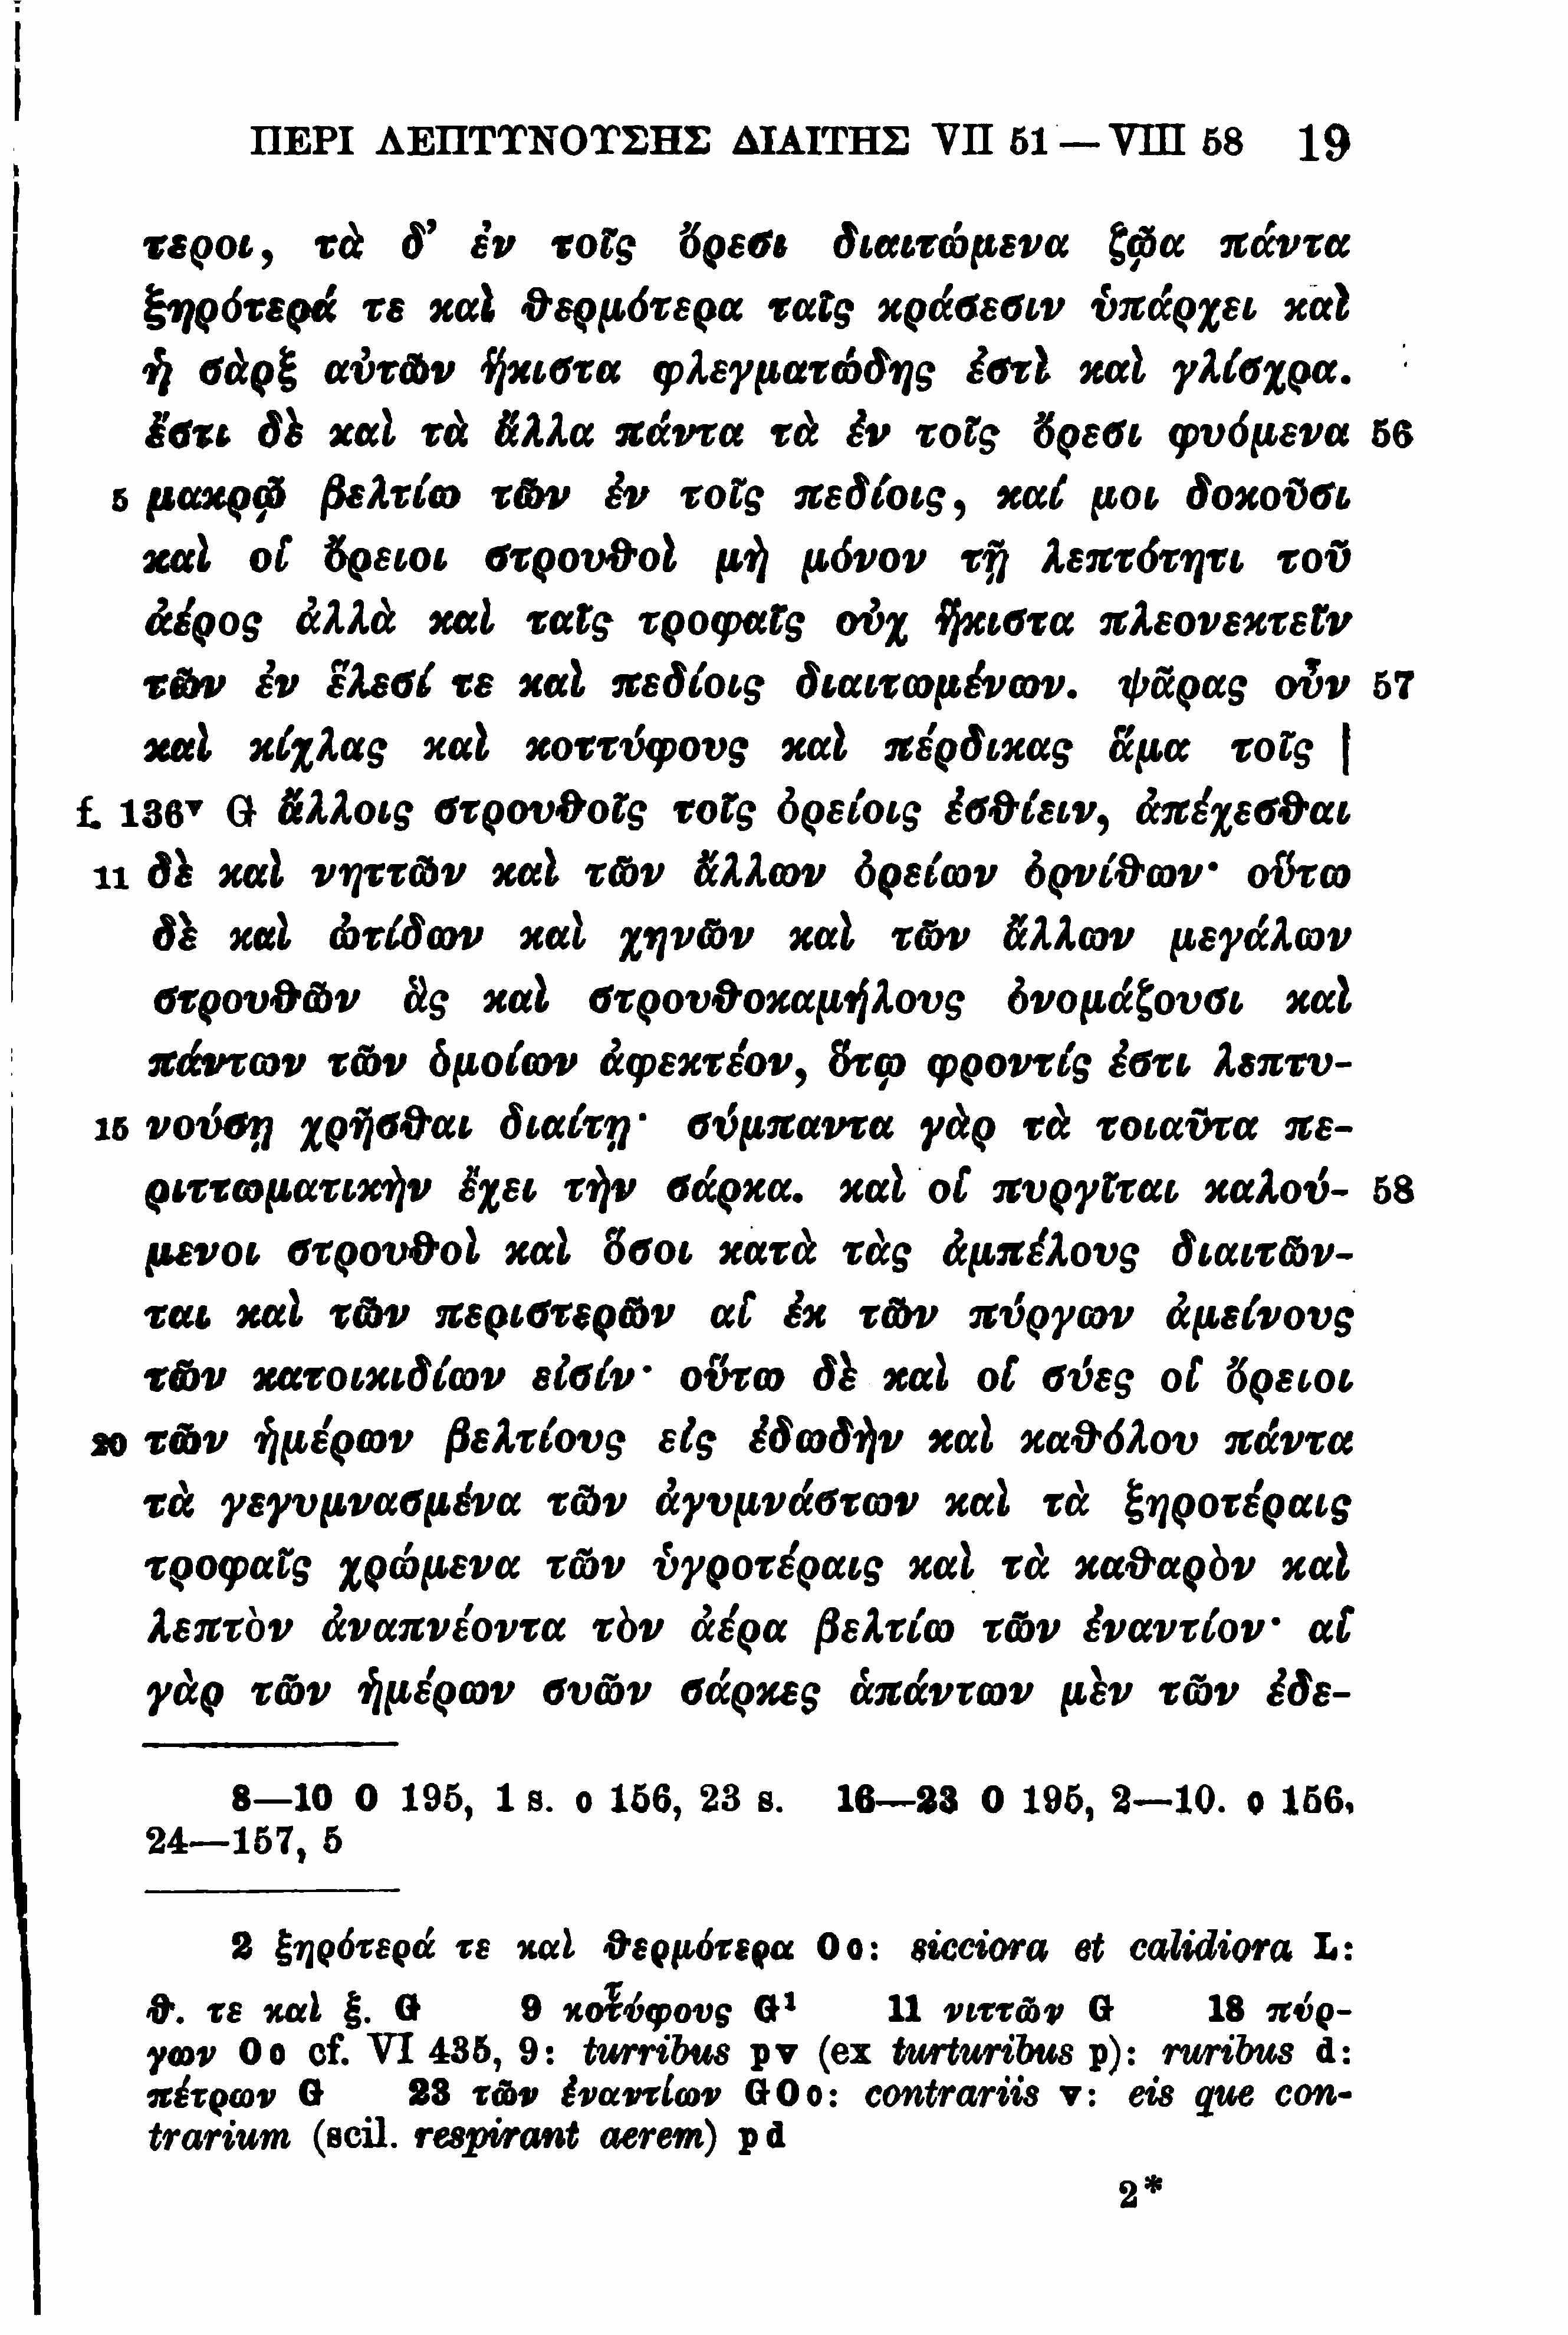 ΠΕΡΙ ΛΕΠΤΥΝΟΥΣΗΣ ΔΙΑΙΤΗΣ VII 51 — VIII 58 19
τεροι, τὰ δ’ ἐν τοῖς ὄρεσι διαιτώμενα ζῷα πάντα
ξηρότερά τε καὶ θερμότερα ταῖς κράσεσιν ὑπάρχει καὶ
ἡ σὰρξ αὐτῶν ἥκιστα φλεγματώδης ἐστὶ καὶ γλίσχρα.
ἔστι δὲ καὶ τὰ ἄλλα πάντα τὰ ἐν τοῖς ὄρεσι φυόμενα 56
5 μακρῷ βελτίω τῶν ἐν τοῖς πεδίοις, καί μοι δοκοῦσι
καὶ οἱ ὄρειοι στρουθοὶ μὴ μόνον τῇ λεπτότητι τοῦ
ἀέρος ἀλλὰ καὶ ταῖς τροφαῖς οὐχ ἥκιστα πλεονεκτεῖν
τῶν ἐν ἕλεσί τε καὶ πεδίοις διαιτωμένων. ψᾶρας οὖν 57
καὶ κίχλας καὶ κοττύφους καὶ πέρδικας ἅμα τοῖς |
f. 136v G ἄλλοις στρουθοῖς τοῖς ὀρείοις ἐσθίειν, ἀπέχεσθαι
11 δὲ καὶ νηττῶν καὶ τῶν ἄλλων ὀρείων ὀρνίθων· οὕτω
δὲ καὶ ὠτίδων καὶ χηνῶν καὶ τῶν ἄλλων μεγάλων
στρουθῶν ἃς καὶ στρουθοκαμήλους ὀνομάζουσι καὶ
πάντων τῶν ὁμοίων ἀφεκτέον, ὅτῳ φροντίς ἐστι λεπτυ-
15 νούσῃ χρῆσθαι διαίτῃ· σύμπαντα γὰρ τὰ τοιαῦτα πε-
ριττωματικὴν ἔχει τὴν σάρκα. καὶ οἱ πυργῖται καλού- 58
μενοι στρουθοὶ καὶ ὅσοι κατὰ τὰς ἀμπέλους διαιτῶν-
ται καὶ τῶν περιστερῶν αἱ ἐκ τῶν πύργων ἀμείνους
τῶν κατοικιδίων εἰσίν· οὕτω δὲ καὶ οἱ σύες οἱ ὄρειοι
20 τῶν ἡμέρων βελτίους εἰς ἐδωδὴν καὶ καθόλου πάντα
τὰ γεγυμνασμένα τῶν ἀγυμνάστων καὶ τὰ ξηροτέραις
τροφαῖς χρώμενα τῶν ὑγροτέραις καὶ τὰ καθαρὸν καὶ
λεπτὸν ἀναπνέοντα τὸν ἀέρα βελτίω τῶν ἐναντίον· αἱ
γὰρ τῶν ἡμέρων συῶν σάρκες ἁπάντων μὲν τῶν ἐδε-
8—10 O 195, 1 s. o 156, 23 s. 16—23 O 195, 2—10. o 156,
24—157, 5
2 ξηρότερά τε καὶ θερμότερα Oo: sicciora et calidiora L:
θ. τε καὶ ξ. G 9 κοτύφους G¹ 11 νιττῶν G 18 πύρ-
γων Oo cf. VI 435, 9: turribus pv (ex turturibus p): ruribus d:
πέτρων G 23 τῶν ἐναντίων GOo: contrariis v: eis que con-
trarium (scil. respirant aerem) pd
2*